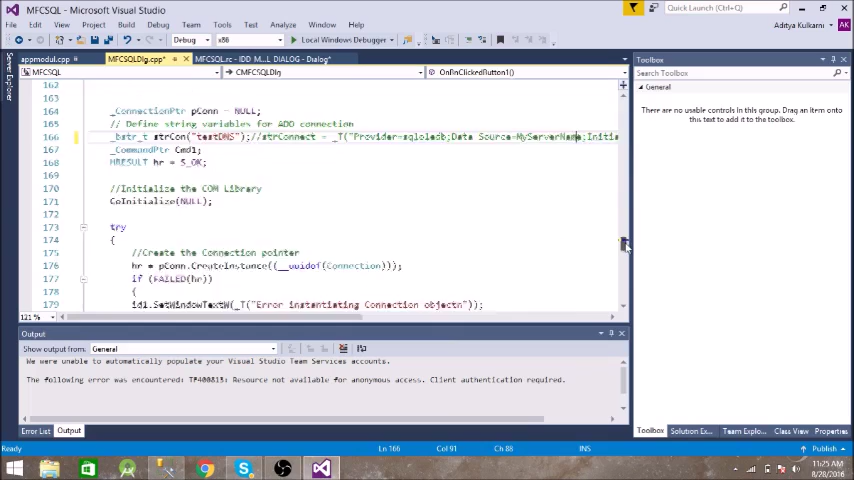 MFCSQL - Microsoft Visual Studio
Quick Launch (Ctrl+Q)
File Edit View Project Build Debug Team Tools Test Analyze Window Help
Aditya Kulkarni AK
Debug Local Windows Debugger
appmodul.cpp MFCSQLDlg.cpp* MFCSQL.rc - IDD_M...L_DIALOG - Dialog*
MFCSQL CMFCSQLDlg OnBnClickedButton1()
Server Explorer
162
163
164 _ConnectionPtr pConn = NULL;
165 // Define string variables for ADO connection
166 _bstr_t strCon("testDNS");//strConnect = _T("Provider=sqloledb;Data Source=MyServerName;Initia
167 _CommandPtr Cmd1;
168 HRESULT hr = S_OK;
169
170 //Initialize the COM Library
171 CoInitialize(NULL);
172
173 try
174 {
175 //Create the Connection pointer
176 hr = pConn.CreateInstance((__uuidof(Connection)));
177 if (FAILED(hr))
178 {
179 id1.SetWindowTextW(_T("Error instantiating Connection objectn"));
121 %
Output
Show output from: General
We were unable to automatically populate your Visual Studio Team Services accounts.
The following error was encountered: TF400813: Resource not available for anonymous access. Client authentication required.
Error List Output
Toolbox
Search Toolbox
General
There are no usable controls in this group. Drag an item onto
this text to add it to the toolbox.
Toolbox Solution Ex... Team Explo... Class View Properties
Ready Ln 166 Col 91 Ch 88 INS Publish
11:25 AM
8/28/2016